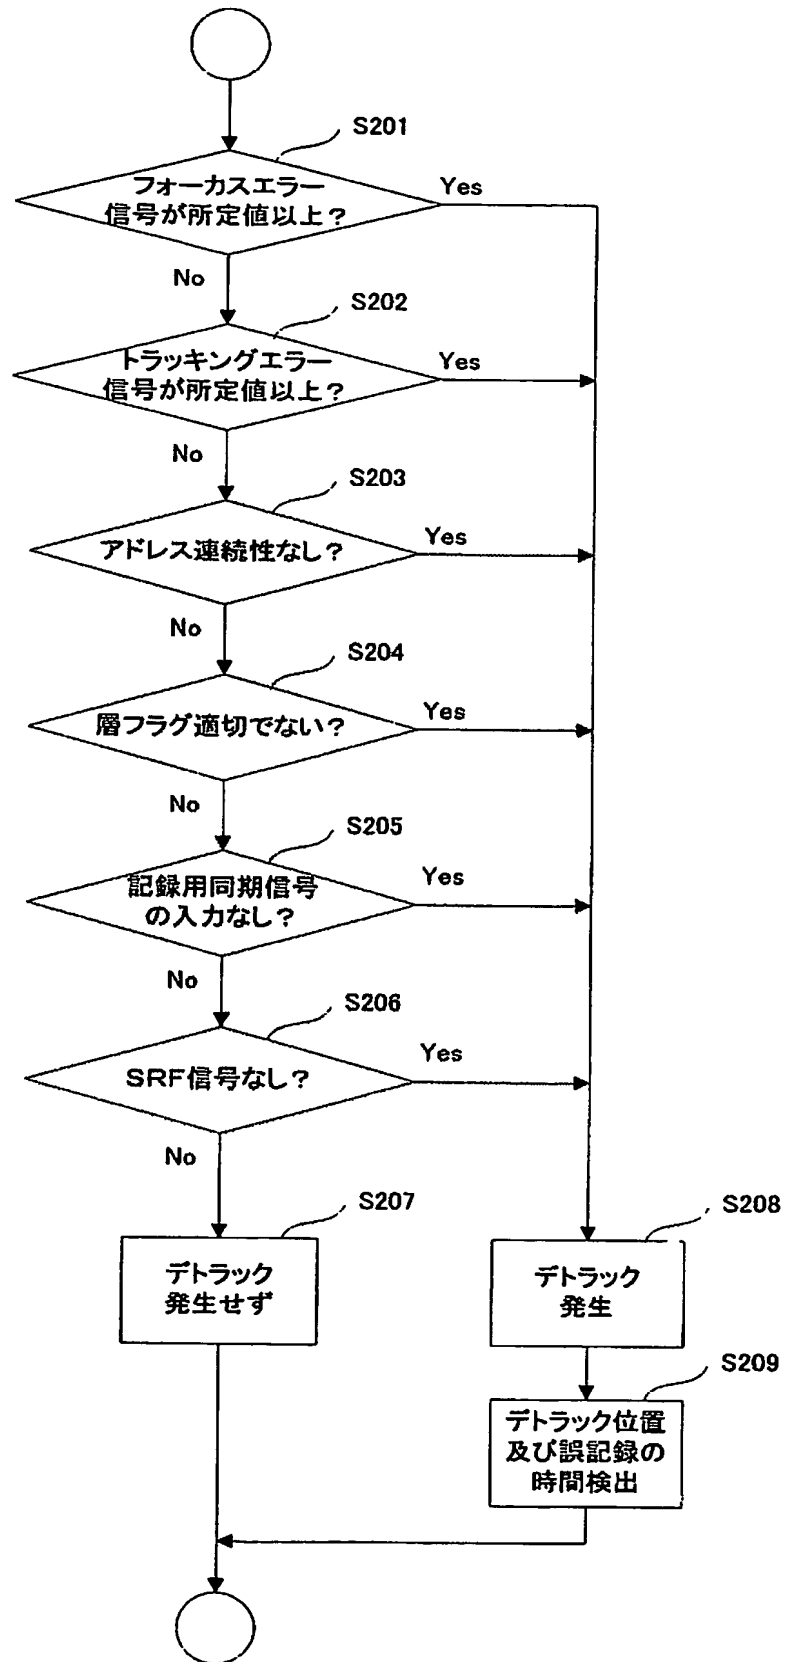 S201
フォーカスエラー
信号が所定値以上？
Yes
No
S202
トラッキングエラー
信号が所定値以上？
Yes
No
S203
アドレス連続性なし？
Yes
No
S204
層フラグ適切でない？
Yes
No
S205
記録用同期信号
の入力なし？
Yes
No
S206
SRF信号なし？
Yes
No
S207
デトラック
発生せず
S208
デトラック
発生
S209
デトラック位置
及び誤記録の
時間検出